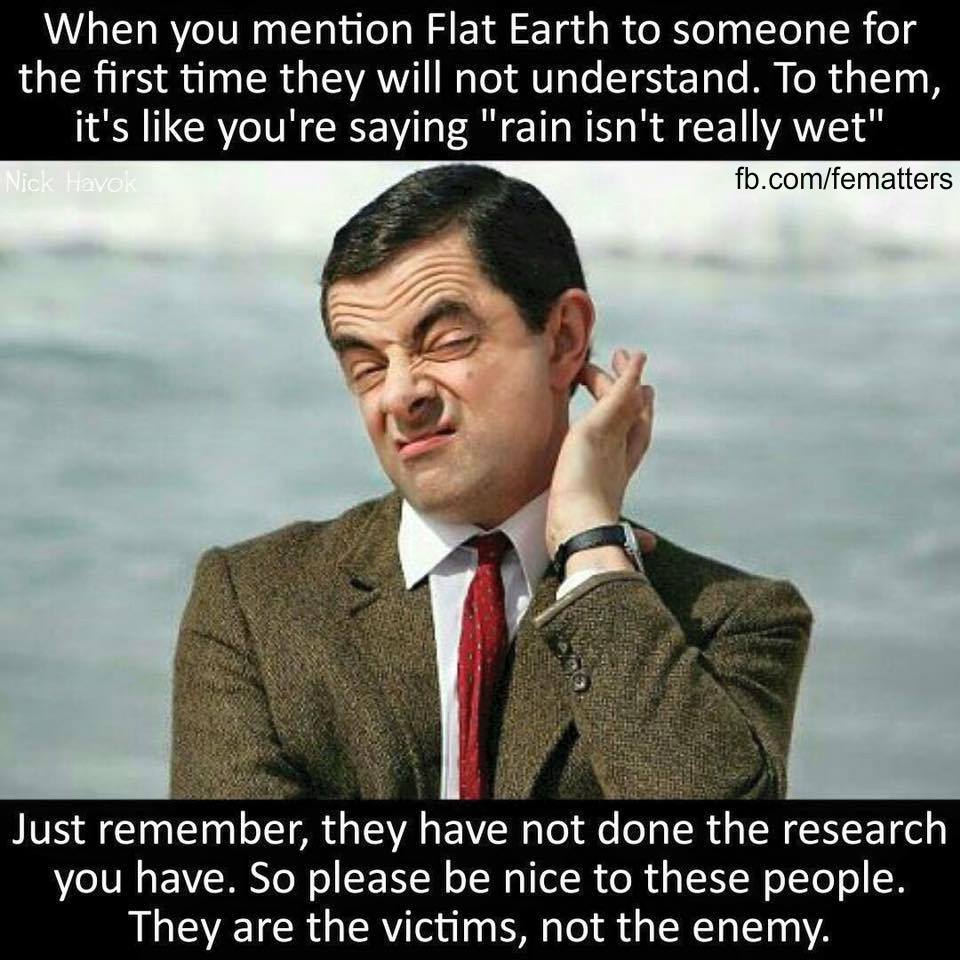 When you mention Flat Earth to someone for
the first time they will not understand. To them,
it's like you're saying "rain isn't really wet"
Nick Havok
fb.com/fematters
Just remember, they have not done the research
you have. So please be nice to these people.
They are the victims, not the enemy.